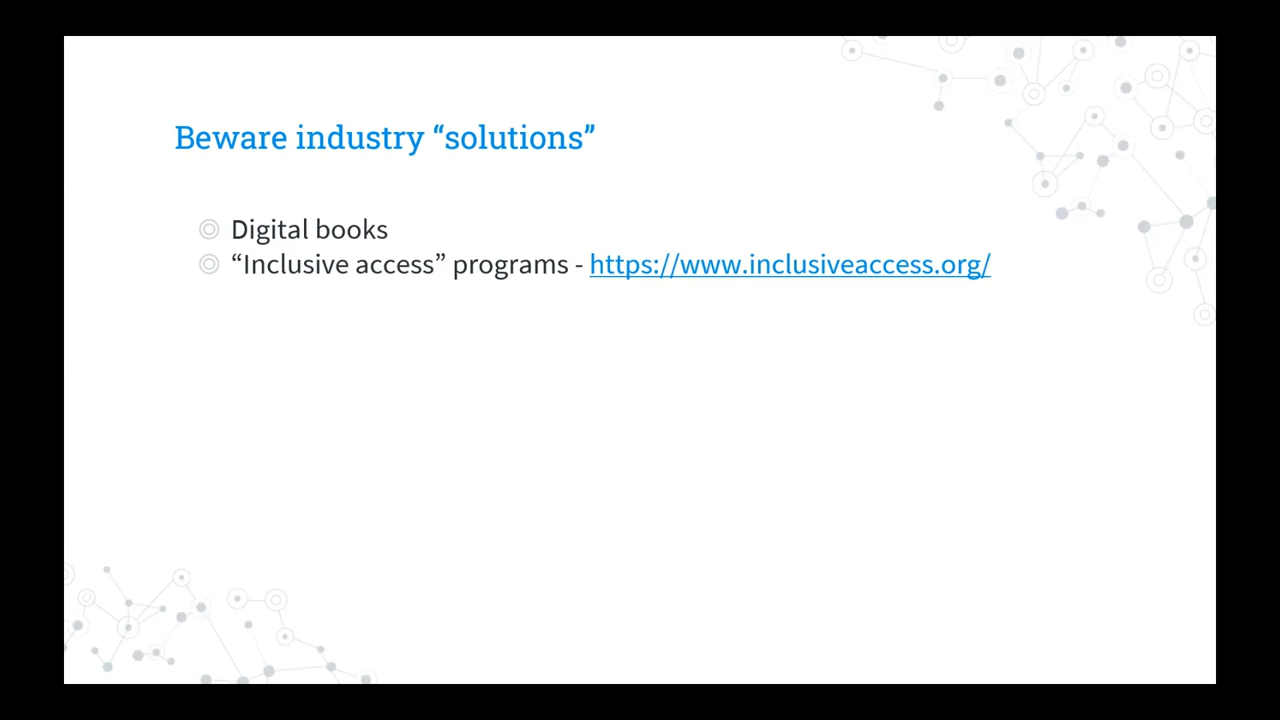 Beware industry “solutions”
Digital books
“Inclusive access” programs - https://www.inclusiveaccess.org/